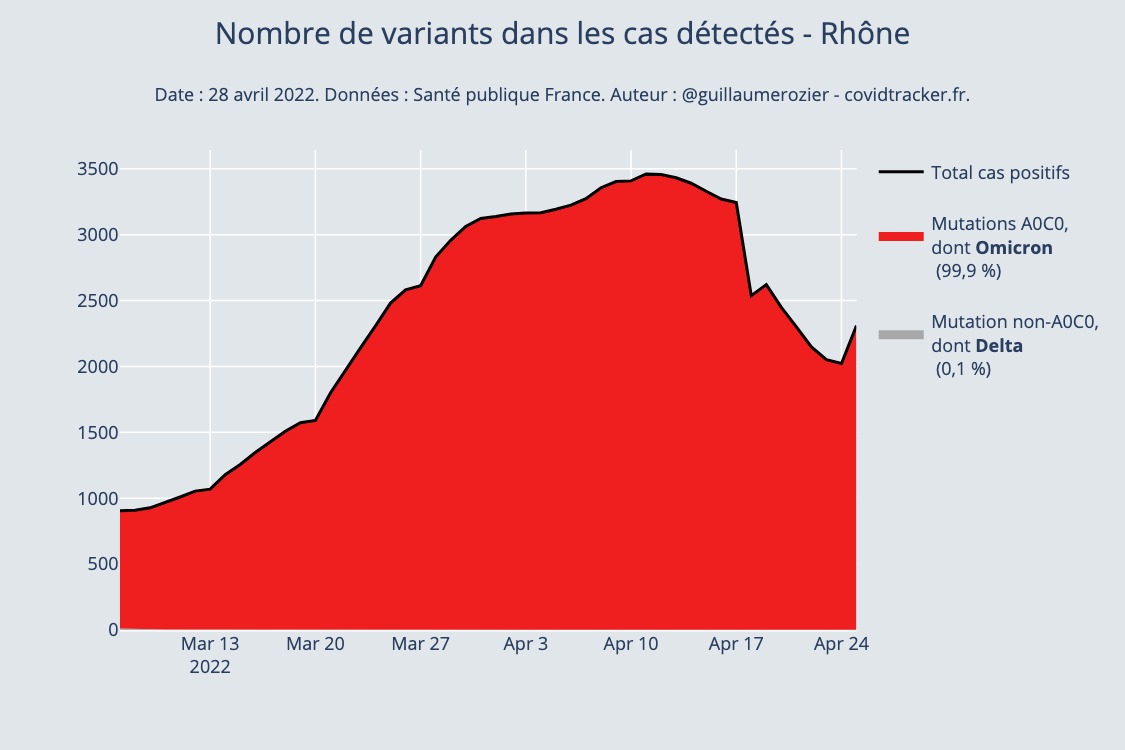 Nombre de variants dans les cas détectés - Rhône
Date : 28 avril 2022. Données : Santé publique France. Auteur : @guillaumerozier - covidtracker.fr.
3500
3000
2500
2000
1500
1000
500
0
Mar 13
2022
Mar 20
Mar 27
Apr 3
Apr 10
Apr 17
Apr 24
Total cas positifs
Mutations A0C0,
dont Omicron
(99,9 %)
Mutation non-A0C0,
dont Delta
(0,1 %)